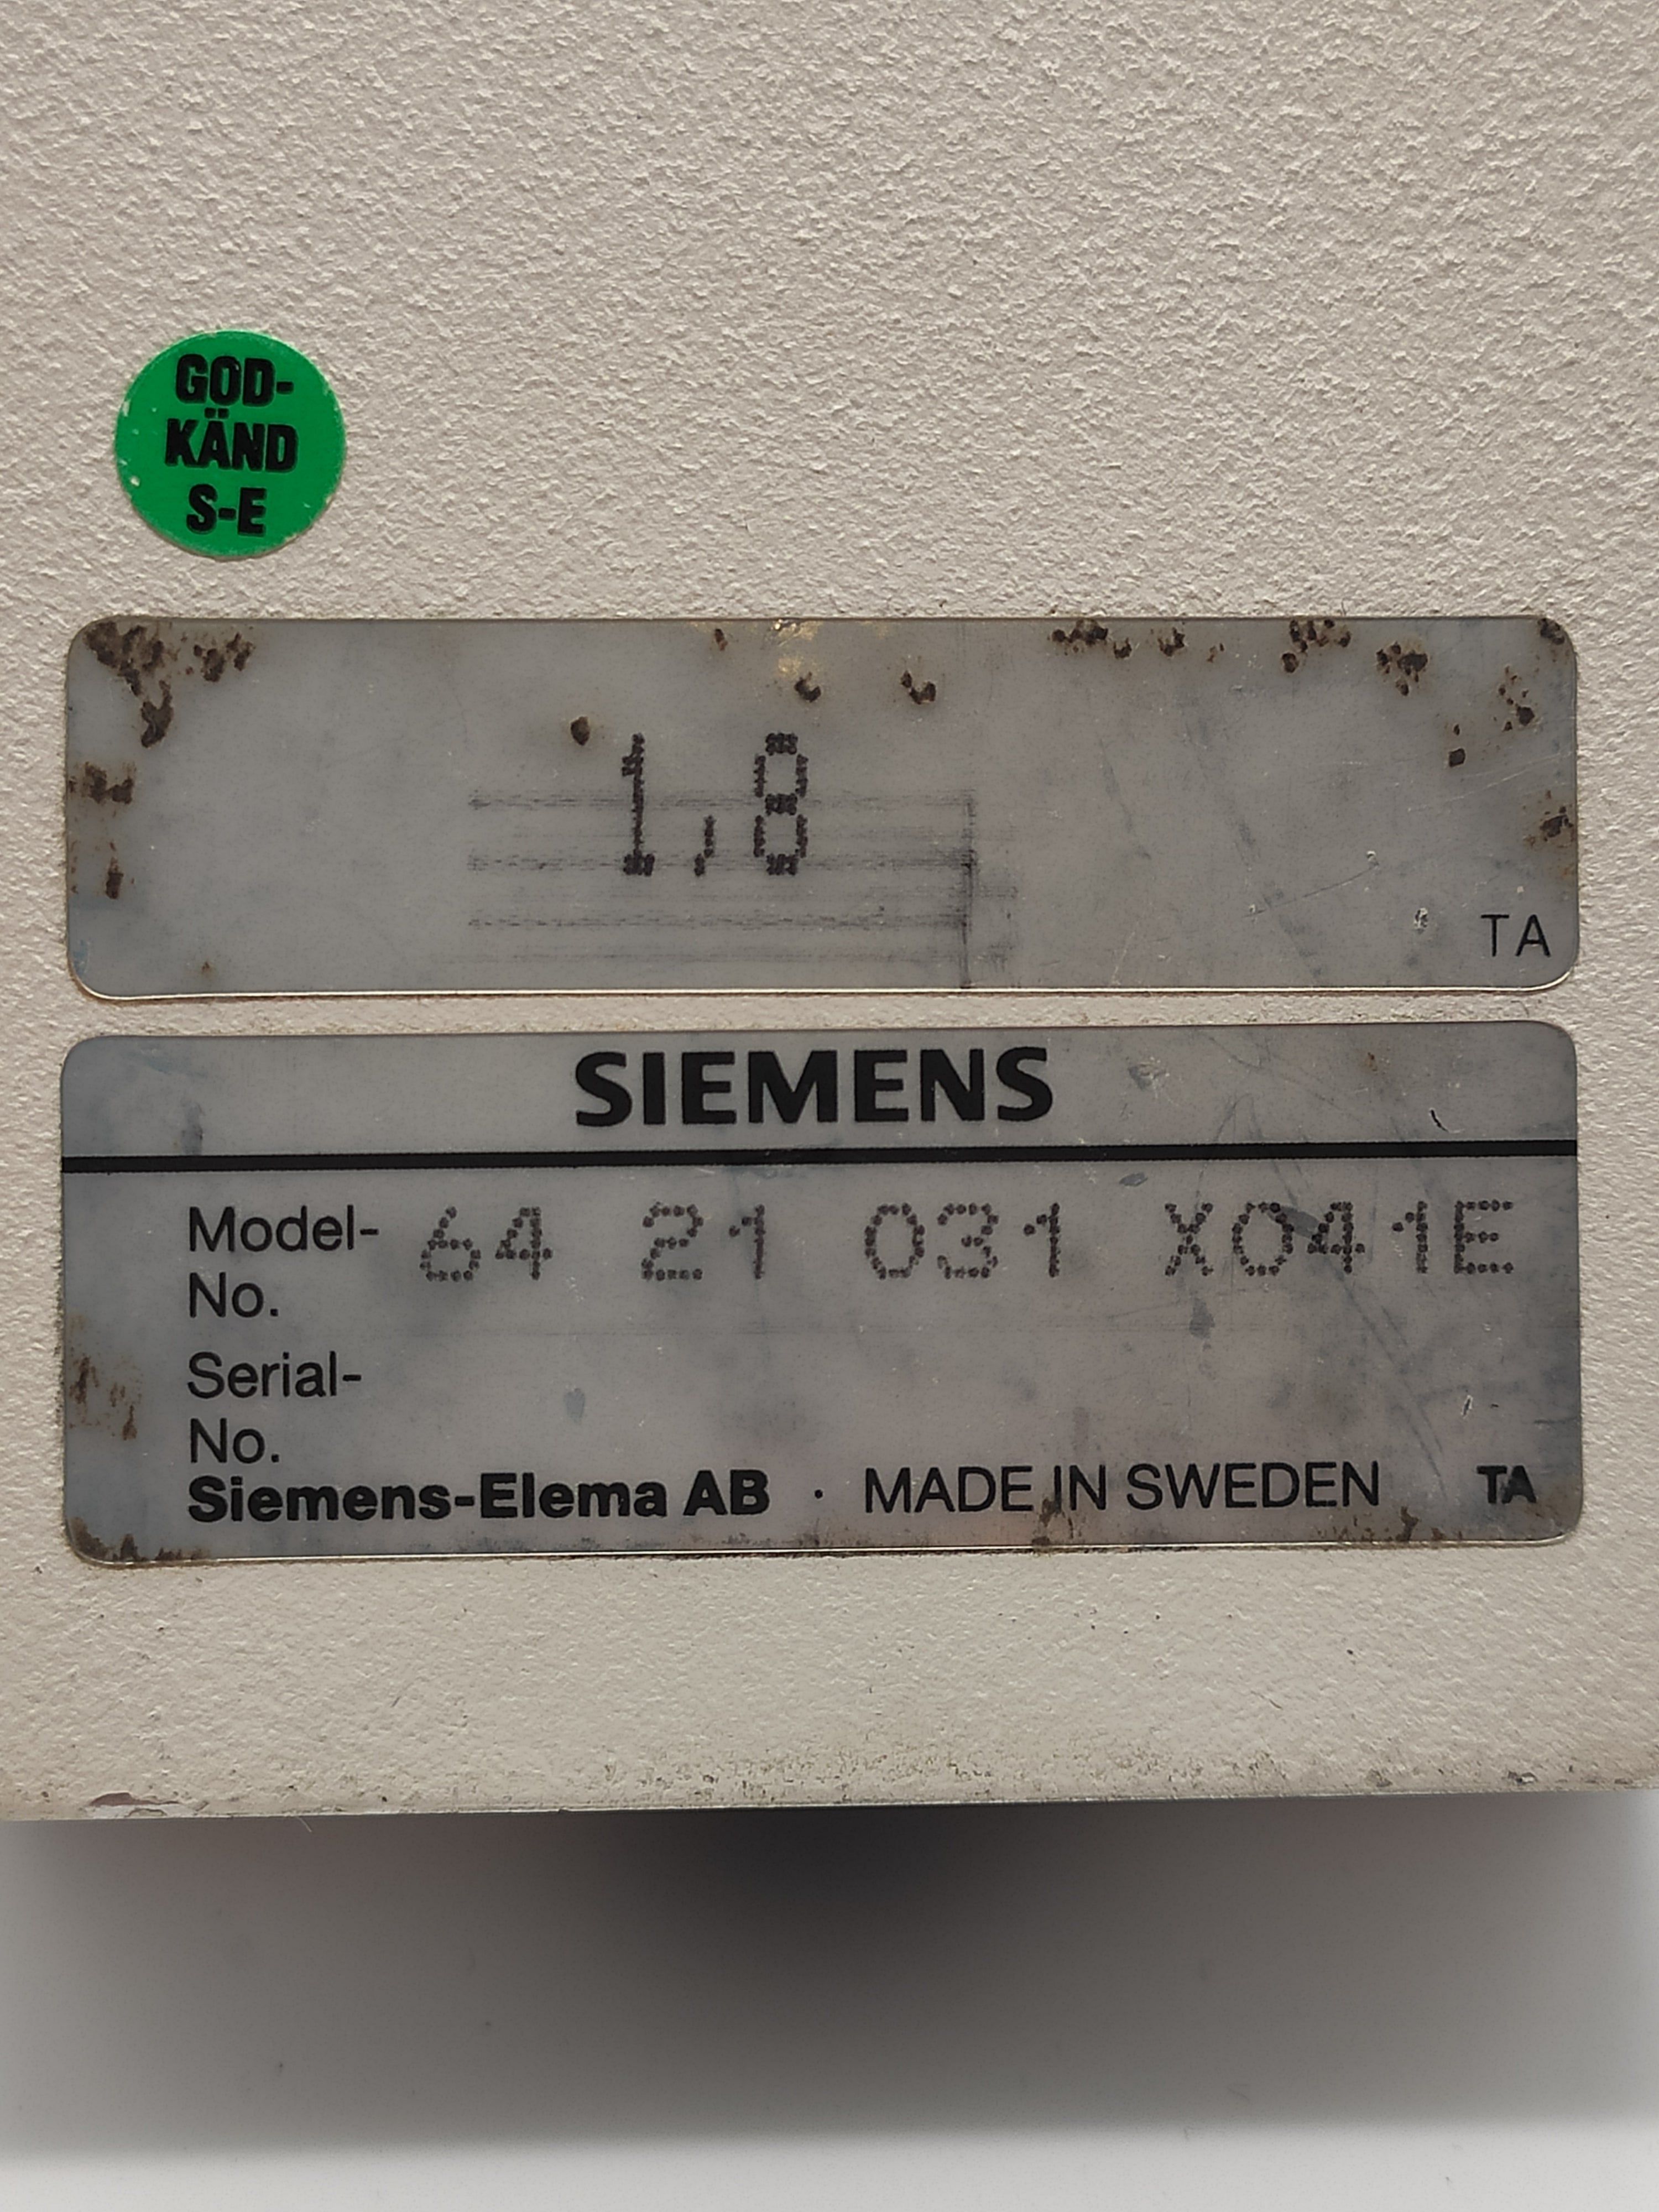 GOD-
KÄND
S-E
1,8
TA
SIEMENS
Model- 64 21 031 X041E
No.
Serial-
No.
Siemens-Elema AB · MADE IN SWEDEN TA